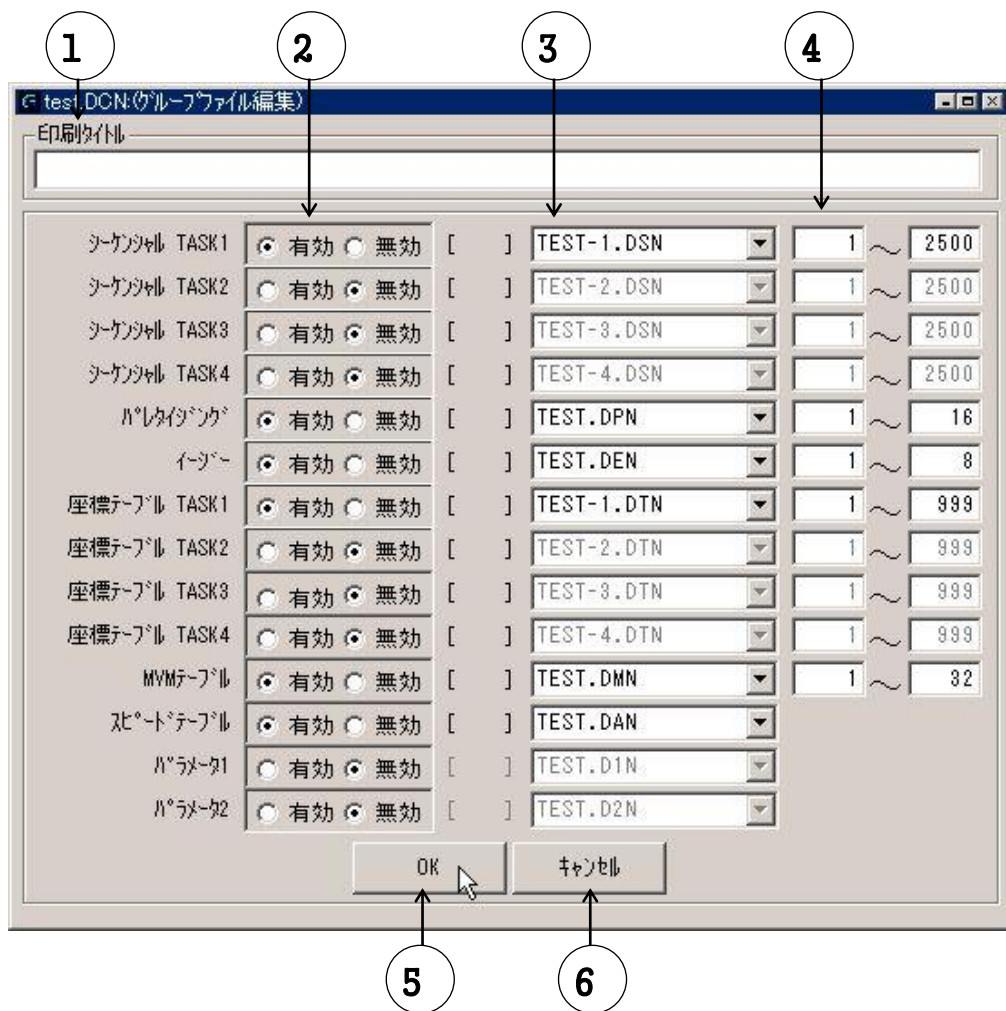 1 2 3 4
test.DCN:(ｸﾞﾙｰﾌﾟﾌｧｲﾙ編集)
印刷ﾀｲﾄﾙ
ｼｰｹﾝｼｬﾙ TASK1 有効 無効 [ ] TEST-1.DSN 1 ～ 2500
ｼｰｹﾝｼｬﾙ TASK2 有効 無効 [ ] TEST-2.DSN 1 ～ 2500
ｼｰｹﾝｼｬﾙ TASK3 有効 無効 [ ] TEST-3.DSN 1 ～ 2500
ｼｰｹﾝｼｬﾙ TASK4 有効 無効 [ ] TEST-4.DSN 1 ～ 2500
ﾊﾟﾚﾀｲｼﾞﾝｸﾞ 有効 無効 [ ] TEST.DPN 1 ～ 16
ｲｰｼﾞｰ 有効 無効 [ ] TEST.DEN 1 ～ 8
座標ﾃｰﾌﾞﾙ TASK1 有効 無効 [ ] TEST-1.DTN 1 ～ 999
座標ﾃｰﾌﾞﾙ TASK2 有効 無効 [ ] TEST-2.DTN 1 ～ 999
座標ﾃｰﾌﾞﾙ TASK3 有効 無効 [ ] TEST-3.DTN 1 ～ 999
座標ﾃｰﾌﾞﾙ TASK4 有効 無効 [ ] TEST-4.DTN 1 ～ 999
MVMﾃｰﾌﾞﾙ 有効 無効 [ ] TEST.DMN 1 ～ 32
ｽﾋﾟｰﾄﾞﾃｰﾌﾞﾙ 有効 無効 [ ] TEST.DAN
ﾊﾟﾗﾒｰﾀ1 有効 無効 [ ] TEST.D1N
ﾊﾟﾗﾒｰﾀ2 有効 無効 [ ] TEST.D2N
OK ｷｬﾝｾﾙ
5 6